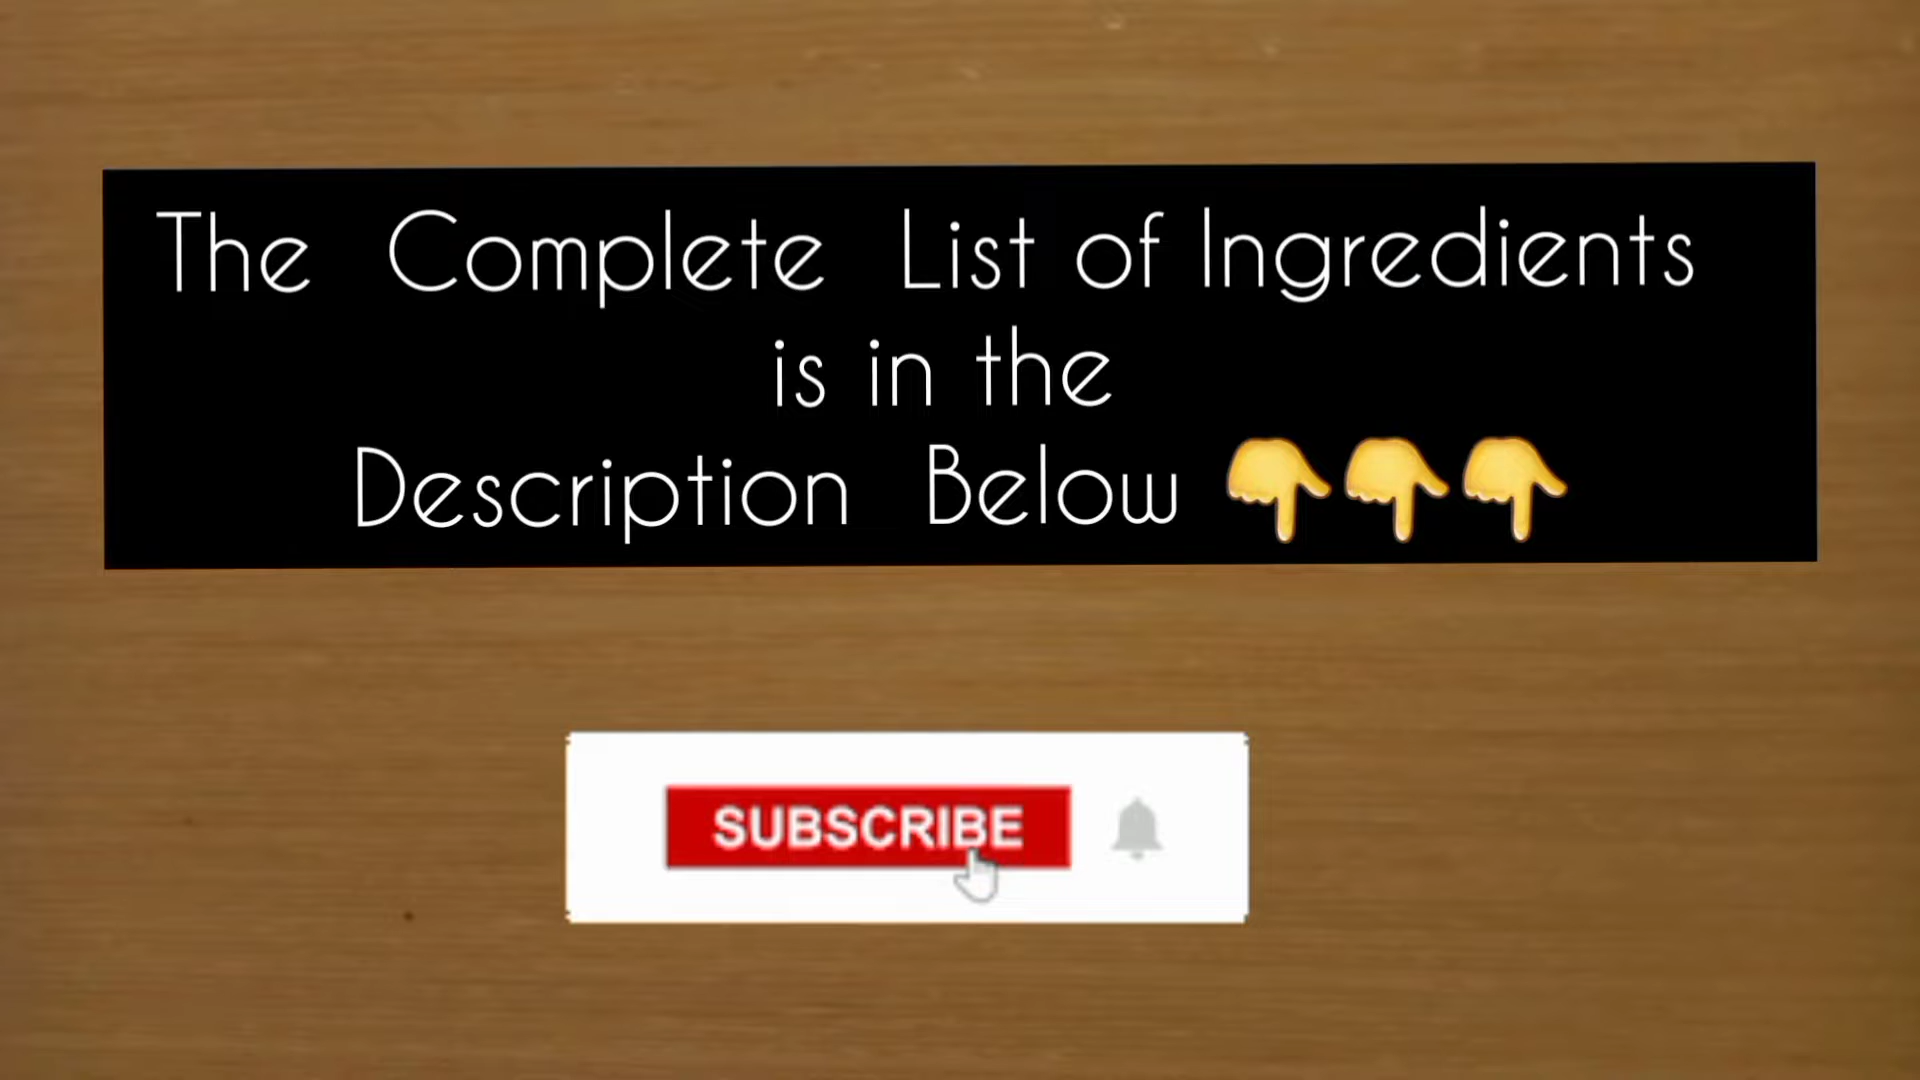 The Complete List of Ingredients
is in the
Description Below 👇👇👇
SUBSCRIBE